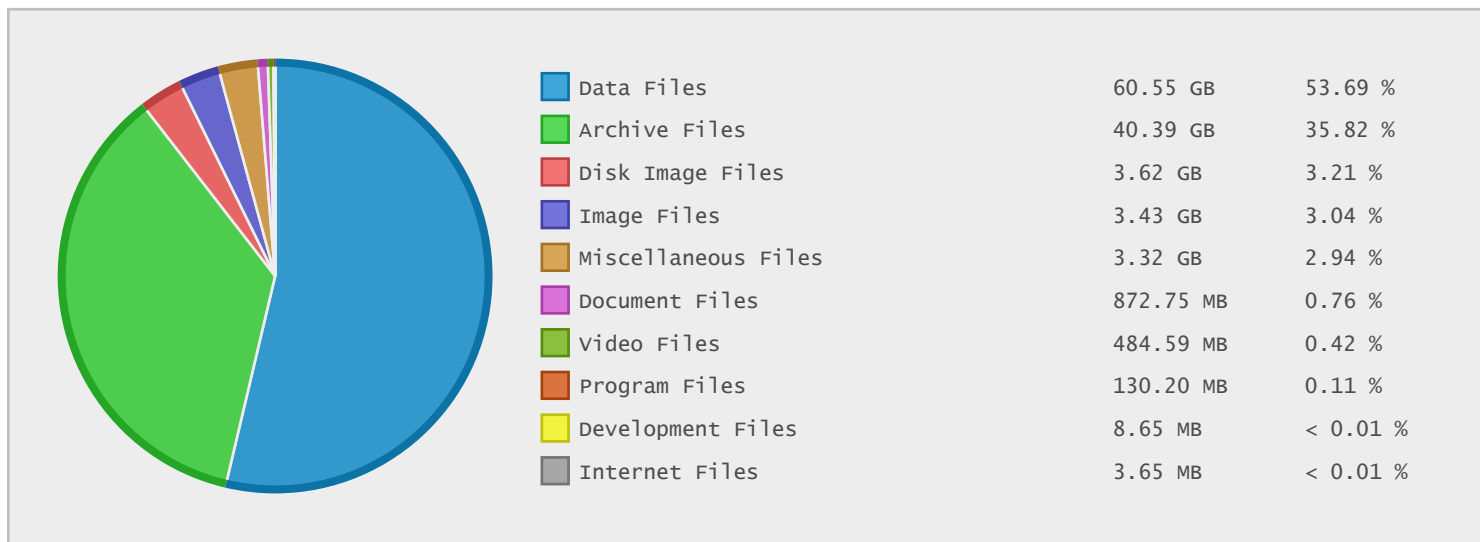 Data Files 60.55 GB 53.69 %
Archive Files 40.39 GB 35.82 %
Disk Image Files 3.62 GB 3.21 %
Image Files 3.43 GB 3.04 %
Miscellaneous Files 3.32 GB 2.94 %
Document Files 872.75 MB 0.76 %
Video Files 484.59 MB 0.42 %
Program Files 130.20 MB 0.11 %
Development Files 8.65 MB < 0.01 %
Internet Files 3.65 MB < 0.01 %